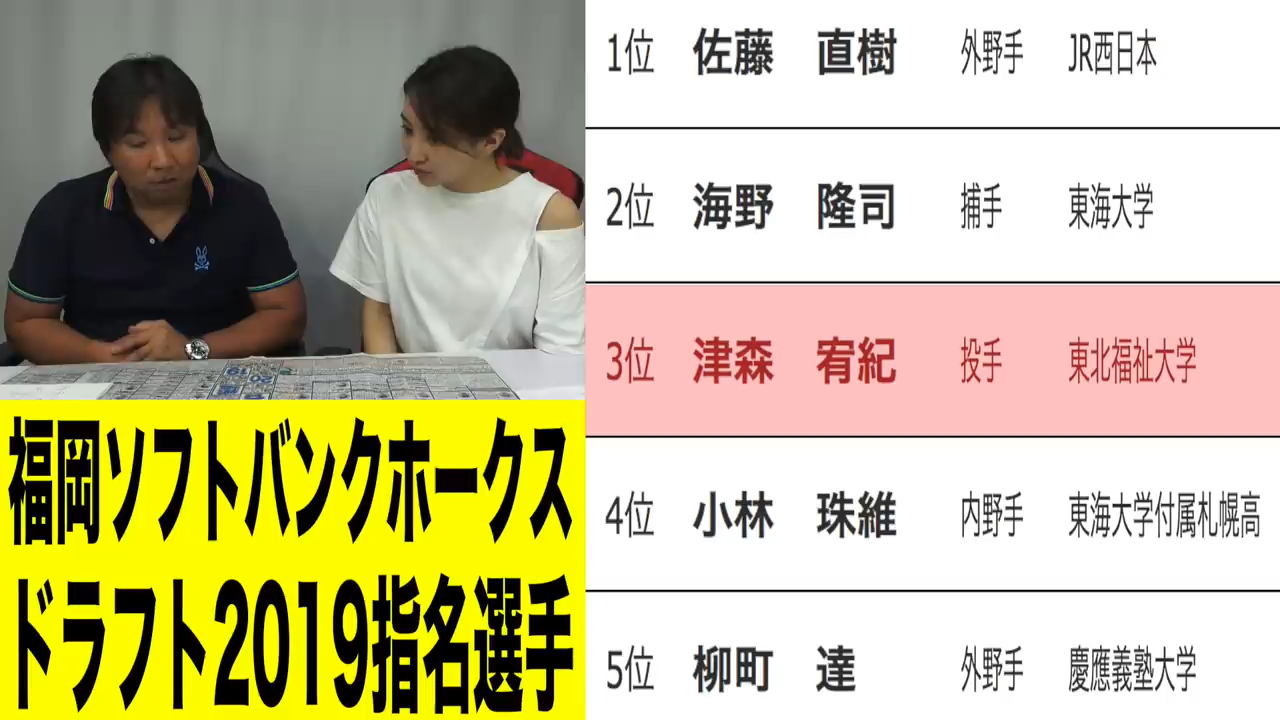 1位 佐藤 直樹 外野手 JR西日本
2位 海野 隆司 捕手 東海大学
3位 津森 宥紀 投手 東北福祉大学
4位 小林 珠維 内野手 東海大学付属札幌高
5位 柳町 達 外野手 慶應義塾大学
福岡ソフトバンクホークス
ドラフト2019指名選手